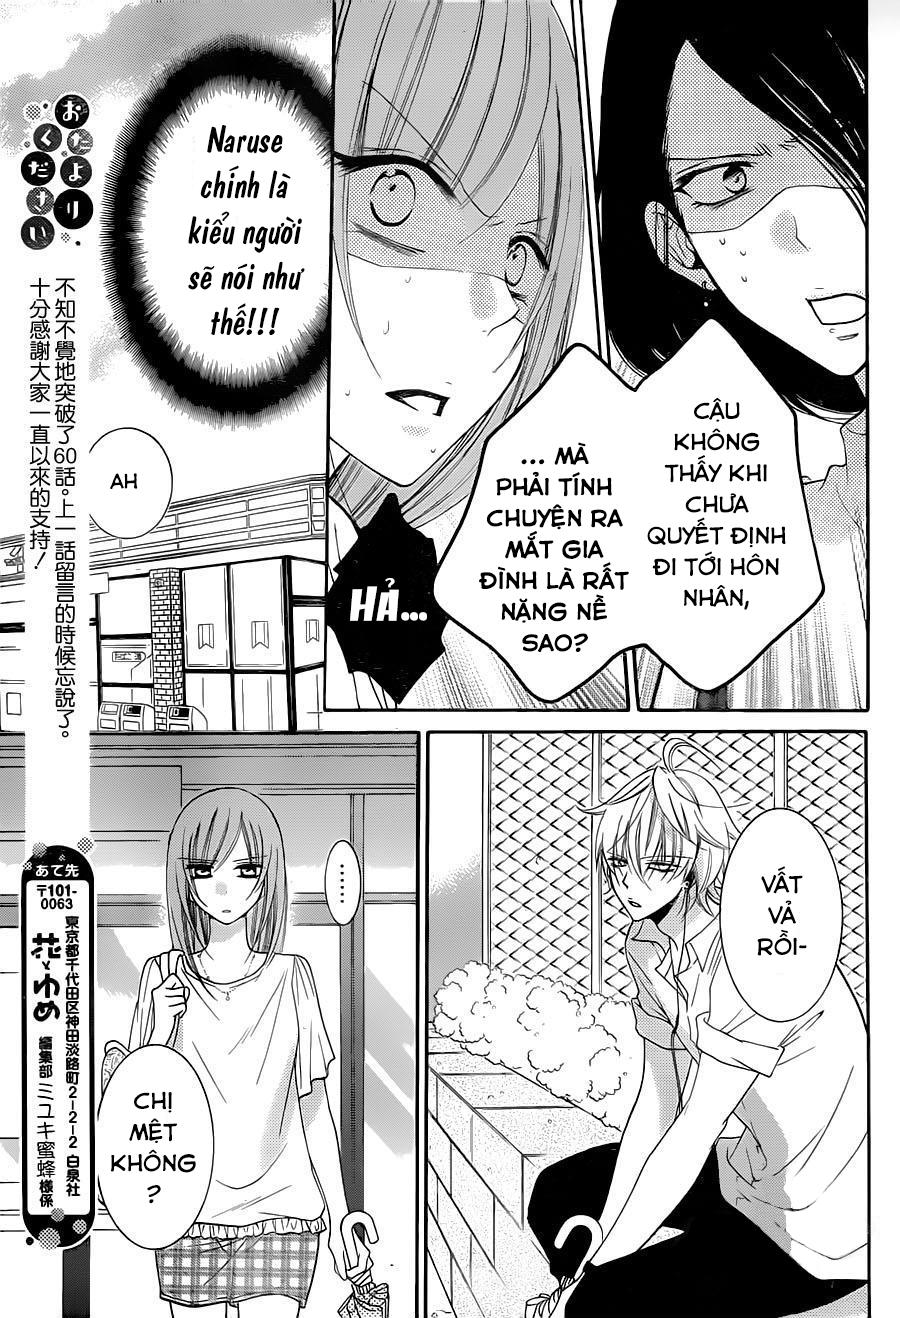 CẬU
KHÔNG
THẤY KHI
CHƯA
QUYẾT ĐỊNH
ĐI TỚI HÔN
NHÂN,
... MÀ
PHẢI TÍNH
CHUYỆN RA
MẮT GIA
ĐÌNH LÀ RẤT
NẶNG NỀ
SAO?
HẢ...
Naruse
chính là
kiểu người
sẽ nói như
thế!!!
AH
VẤT
VẢ
RỒI-
......
CHỊ
MỆT
KHÔNG
?
おたより
ください
不知不覺地突破了60話。上一話留言的時候忘說了。
十分感謝大家一直以來的支持！
あて先
〒101-
0063
東京都千代田区神田淡路町2-2-2 白泉社
花とゆめ 編集部 ミユキ蜜蜂様係